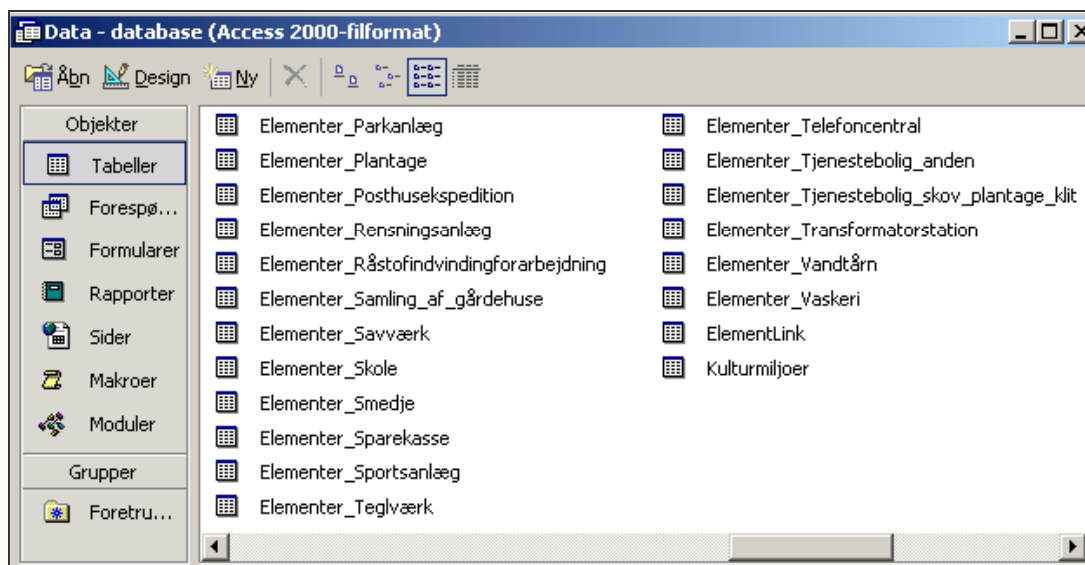 Data - database (Access 2000-filformat)
Åbn Design Ny
Objekter
Tabeller
Forespø...
Formularer
Rapporter
Sider
Makroer
Moduler
Grupper
Foretru...
Elementer_Parkanlæg
Elementer_Plantage
Elementer_Posthusekspedition
Elementer_Rensningsanlæg
Elementer_Råstofindvindingforarbejdning
Elementer_Samling_af_gårdehuse
Elementer_Savværk
Elementer_Skole
Elementer_Smedje
Elementer_Sparekasse
Elementer_Sportsanlæg
Elementer_Teglværk
Elementer_Telefoncentral
Elementer_Tjenestebolig_anden
Elementer_Tjenestebolig_skov_plantage_klit
Elementer_Transformatorstation
Elementer_Vandtårn
Elementer_Vaskeri
ElementLink
Kulturmiljoer